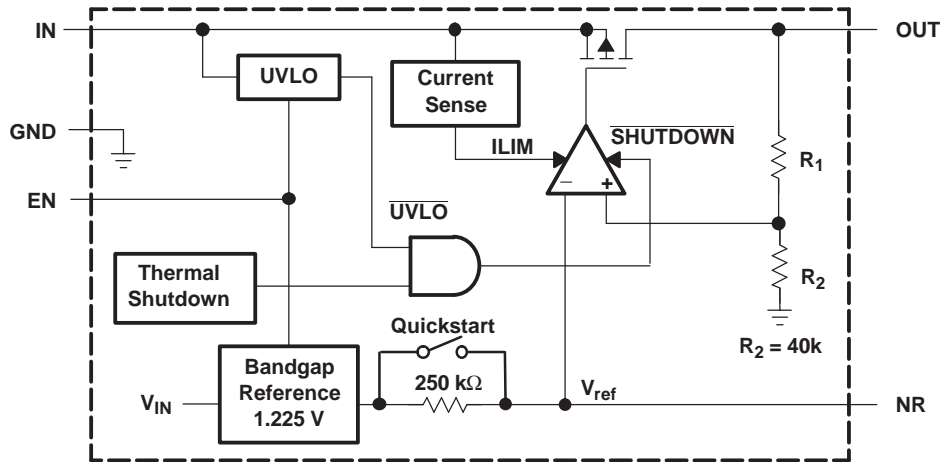 IN
OUT
UVLO
Current
Sense
GND
SHUTDOWN
ILIM
R1
− +
EN
UVLO
Thermal
Shutdown
R2
Quickstart
R2 = 40k
Bandgap
Reference
1.225 V
250 kΩ
VIN
Vref
NR